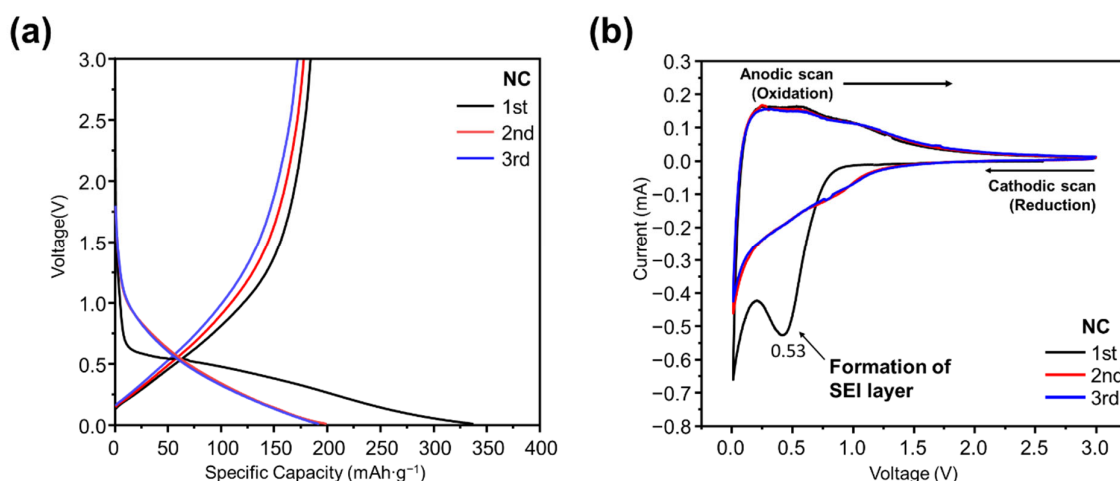 (a)
3.0
2.5
2.0
1.5
1.0
0.5
0.0
Voltage(V)
NC
1st
2nd
3rd
0 50 100 150 200 250 300 350 400
Specific Capacity (mAh·g⁻¹)
(b)
0.3
0.2
0.1
0.0
−0.1
−0.2
−0.3
−0.4
−0.5
−0.6
−0.7
−0.8
Current (mA)
Anodic scan
(Oxidation)
Cathodic scan
(Reduction)
0.53
Formation of
SEI layer
NC
1st
2nd
3rd
0.0 0.5 1.0 1.5 2.0 2.5 3.0
Voltage (V)